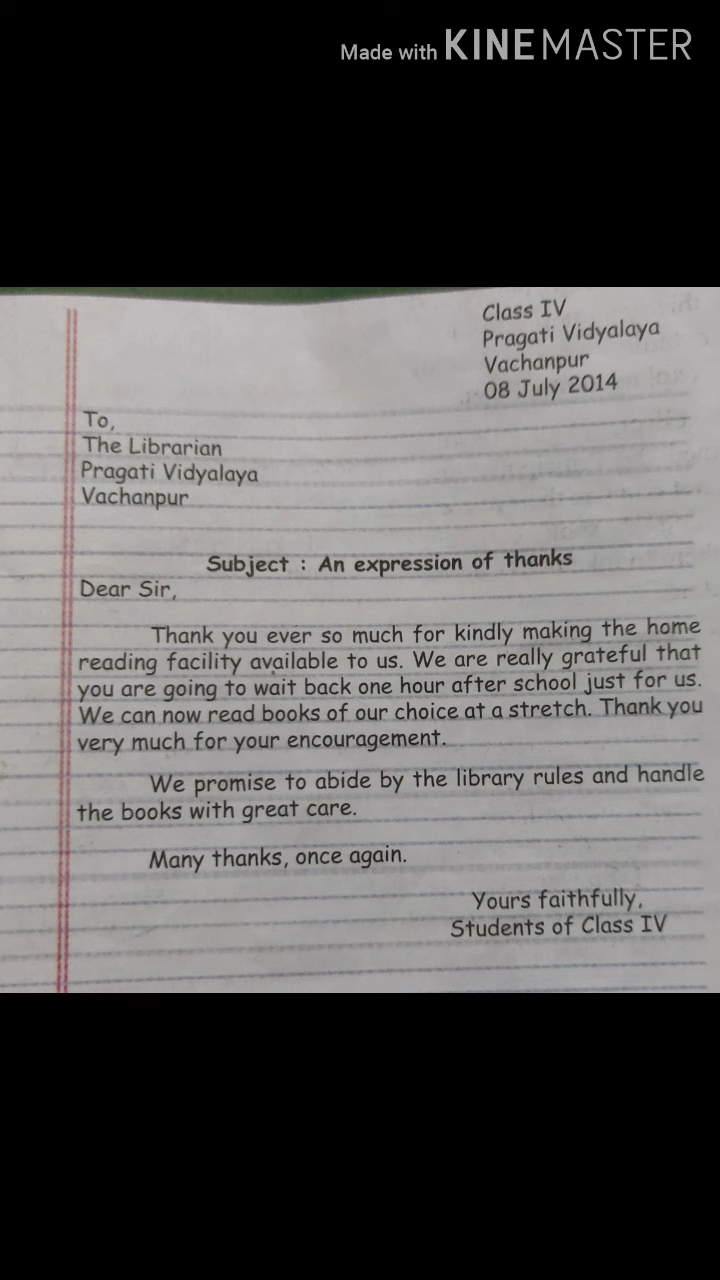 Made with KINEMASTER
Class IV
Pragati Vidyalaya
Vachanpur
08 July 2014
To,
The Librarian
Pragati Vidyalaya
Vachanpur
Subject : An expression of thanks
Dear Sir,
Thank you ever so much for kindly making the home
reading facility available to us. We are really grateful that
you are going to wait back one hour after school just for us.
We can now read books of our choice at a stretch. Thank you
very much for your encouragement.
We promise to abide by the library rules and handle
the books with great care.
Many thanks, once again.
Yours faithfully,
Students of Class IV